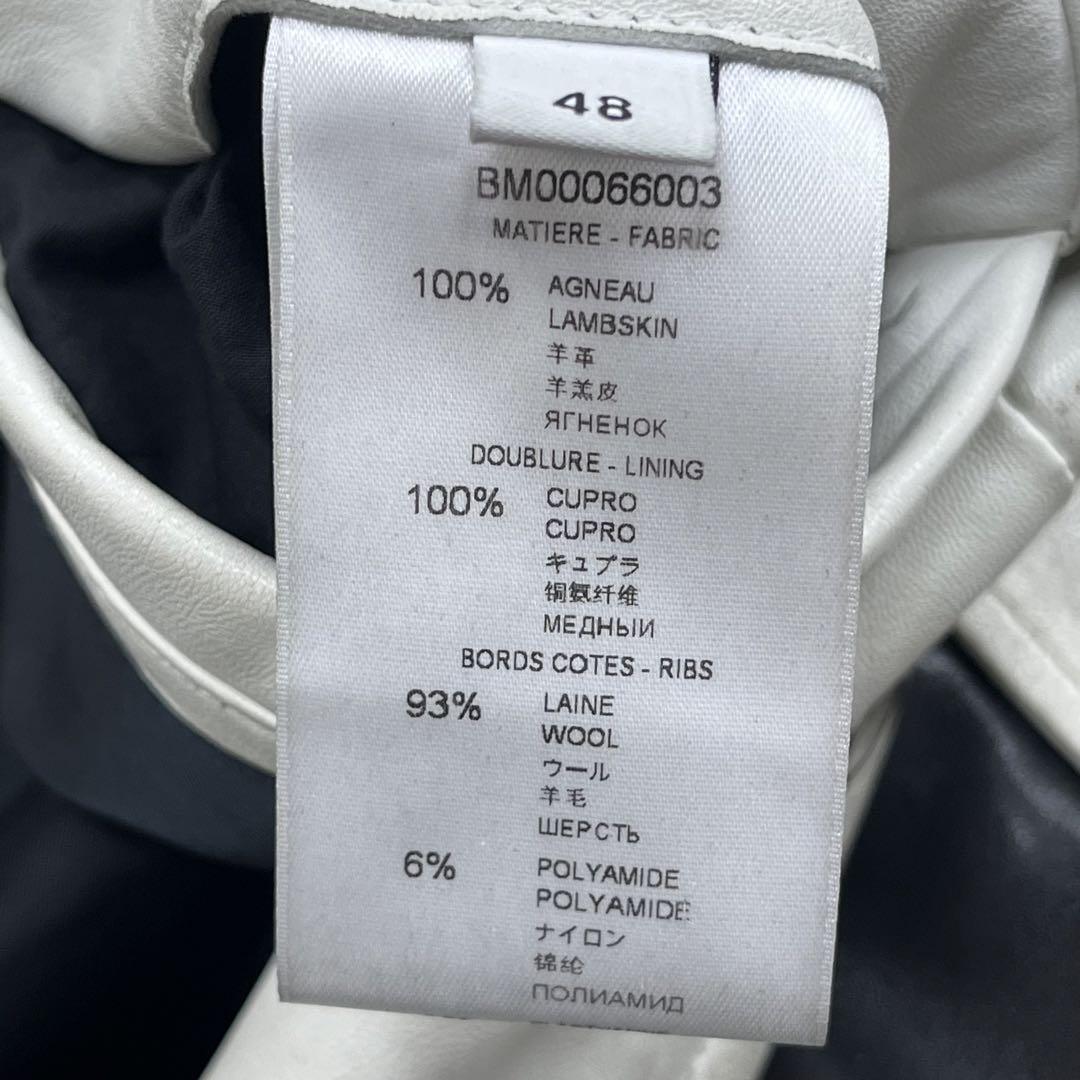 48
BM00066003
MATIERE - FABRIC
100% AGNEAU
LAMBSKIN
羊革
羊羔皮
ЯГНЕНОК
DOUBLURE - LINING
100% CUPRO
CUPRO
キュプラ
铜氨纤维
МЕДНЫЙ
BORDS COTES - RIBS
93% LAINE
WOOL
ウール
羊毛
ШЕРСТЬ
6% POLYAMIDE
POLYAMIDE
ナイロン
锦纶
ПОЛИАМИД